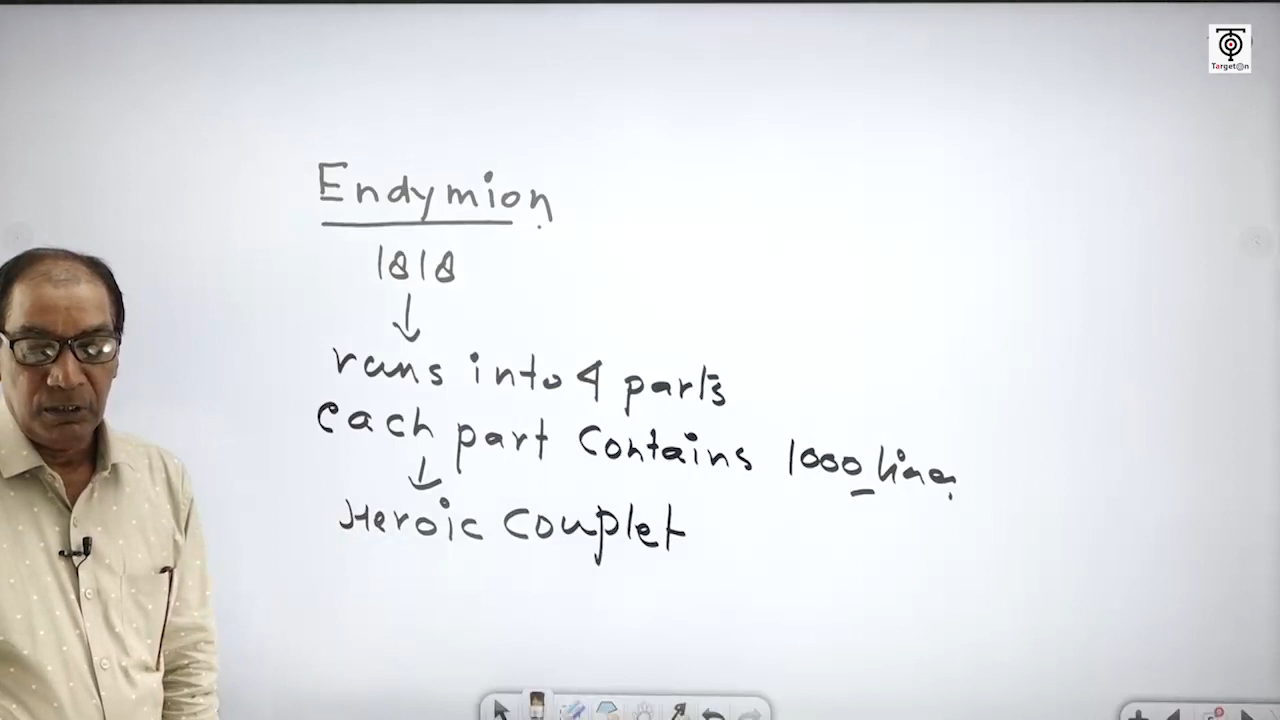 Target@n
Endymion
1818
runs into 4 parts
each part contains 1000 lines
Heroic couplet